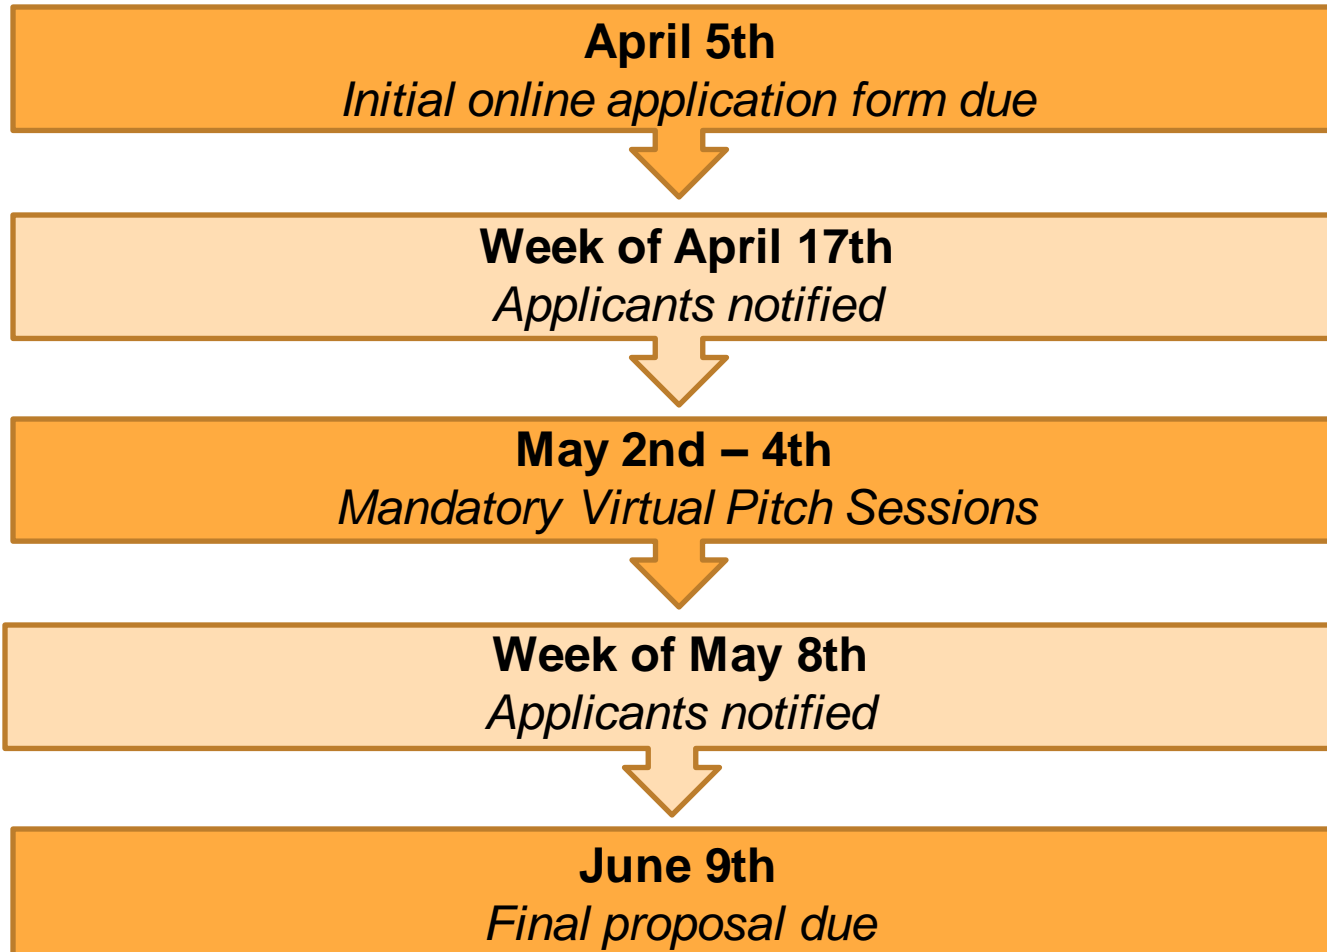 April 5th
Initial online application form due
Week of April 17th
Applicants notified
May 2nd – 4th
Mandatory Virtual Pitch Sessions
Week of May 8th
Applicants notified
June 9th
Final proposal due